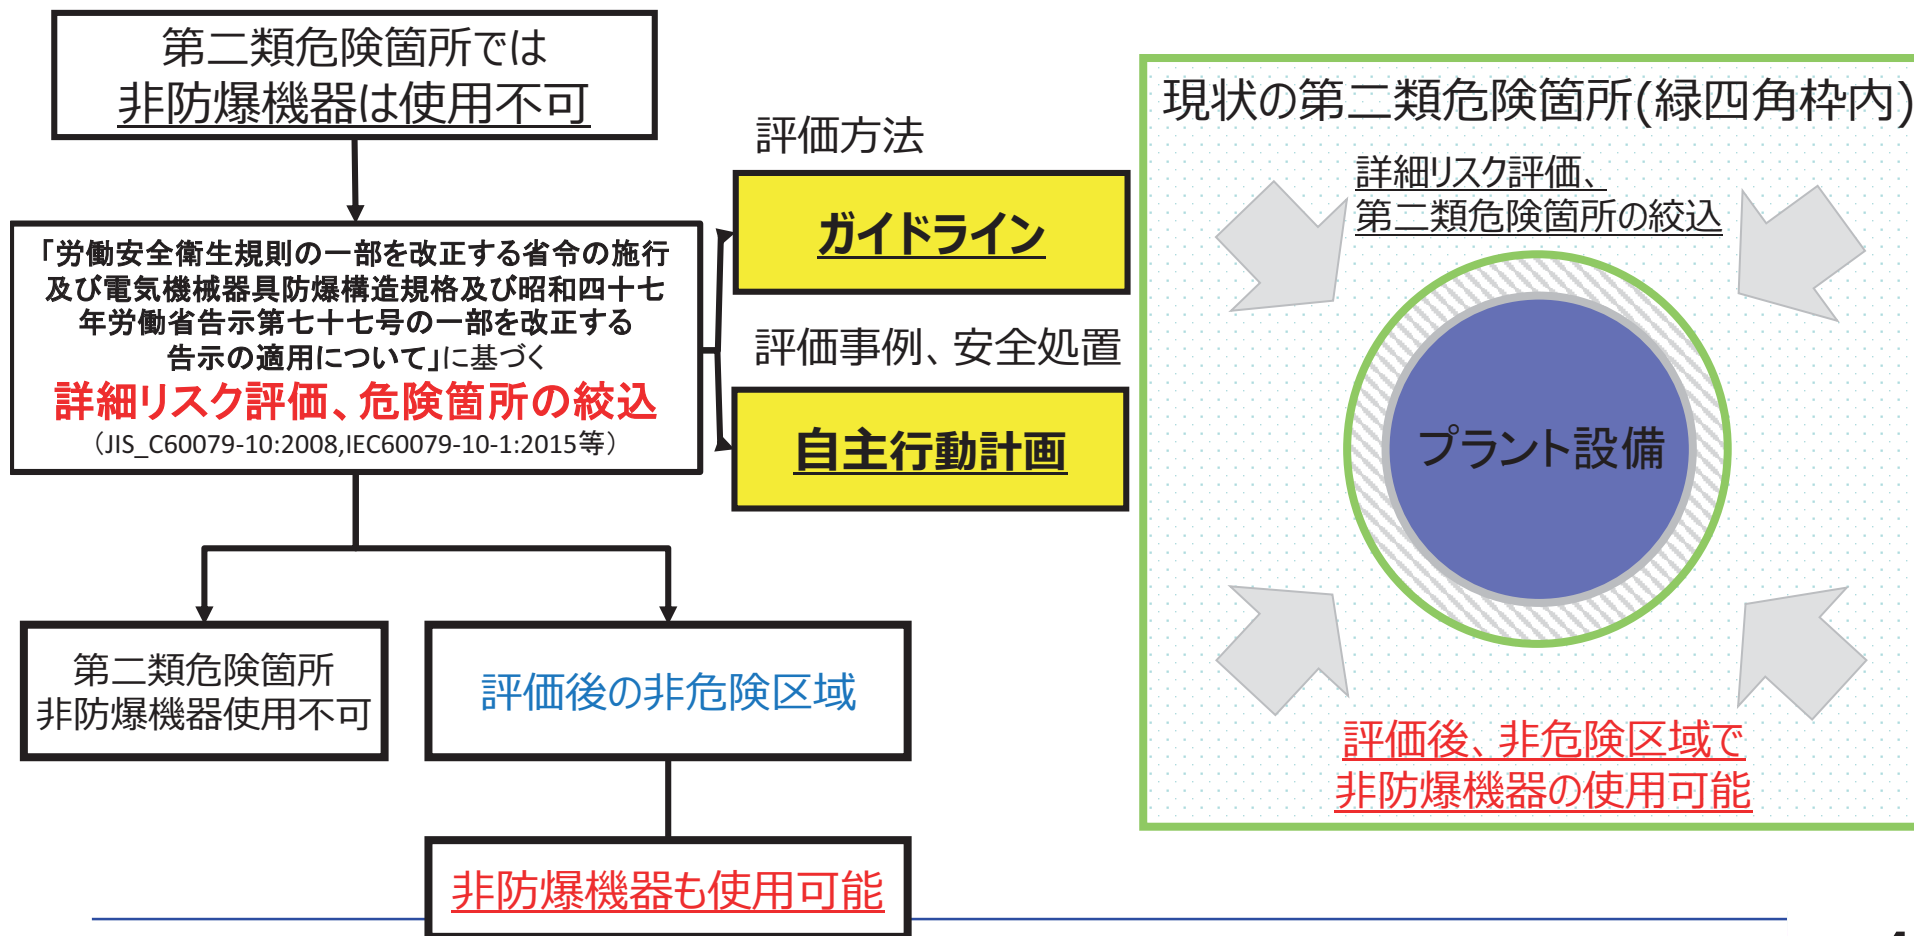 第二類危険箇所では
非防爆機器は使用不可
「労働安全衛生規則の一部を改正する省令の施行
及び電気機械器具防爆構造規格及び昭和四十七
年労働省告示第七十七号の一部を改正する
告示の適用について」に基づく
詳細リスク評価、危険箇所の絞込
（JIS_C60079-10:2008,IEC60079-10-1:2015等）
評価方法
ガイドライン
評価事例、安全処置
自主行動計画
第二類危険箇所
非防爆機器使用不可
評価後の非危険区域
非防爆機器も使用可能
現状の第二類危険箇所(緑四角枠内)
詳細リスク評価、
第二類危険箇所の絞込
プラント設備
評価後、非危険区域で
非防爆機器の使用可能